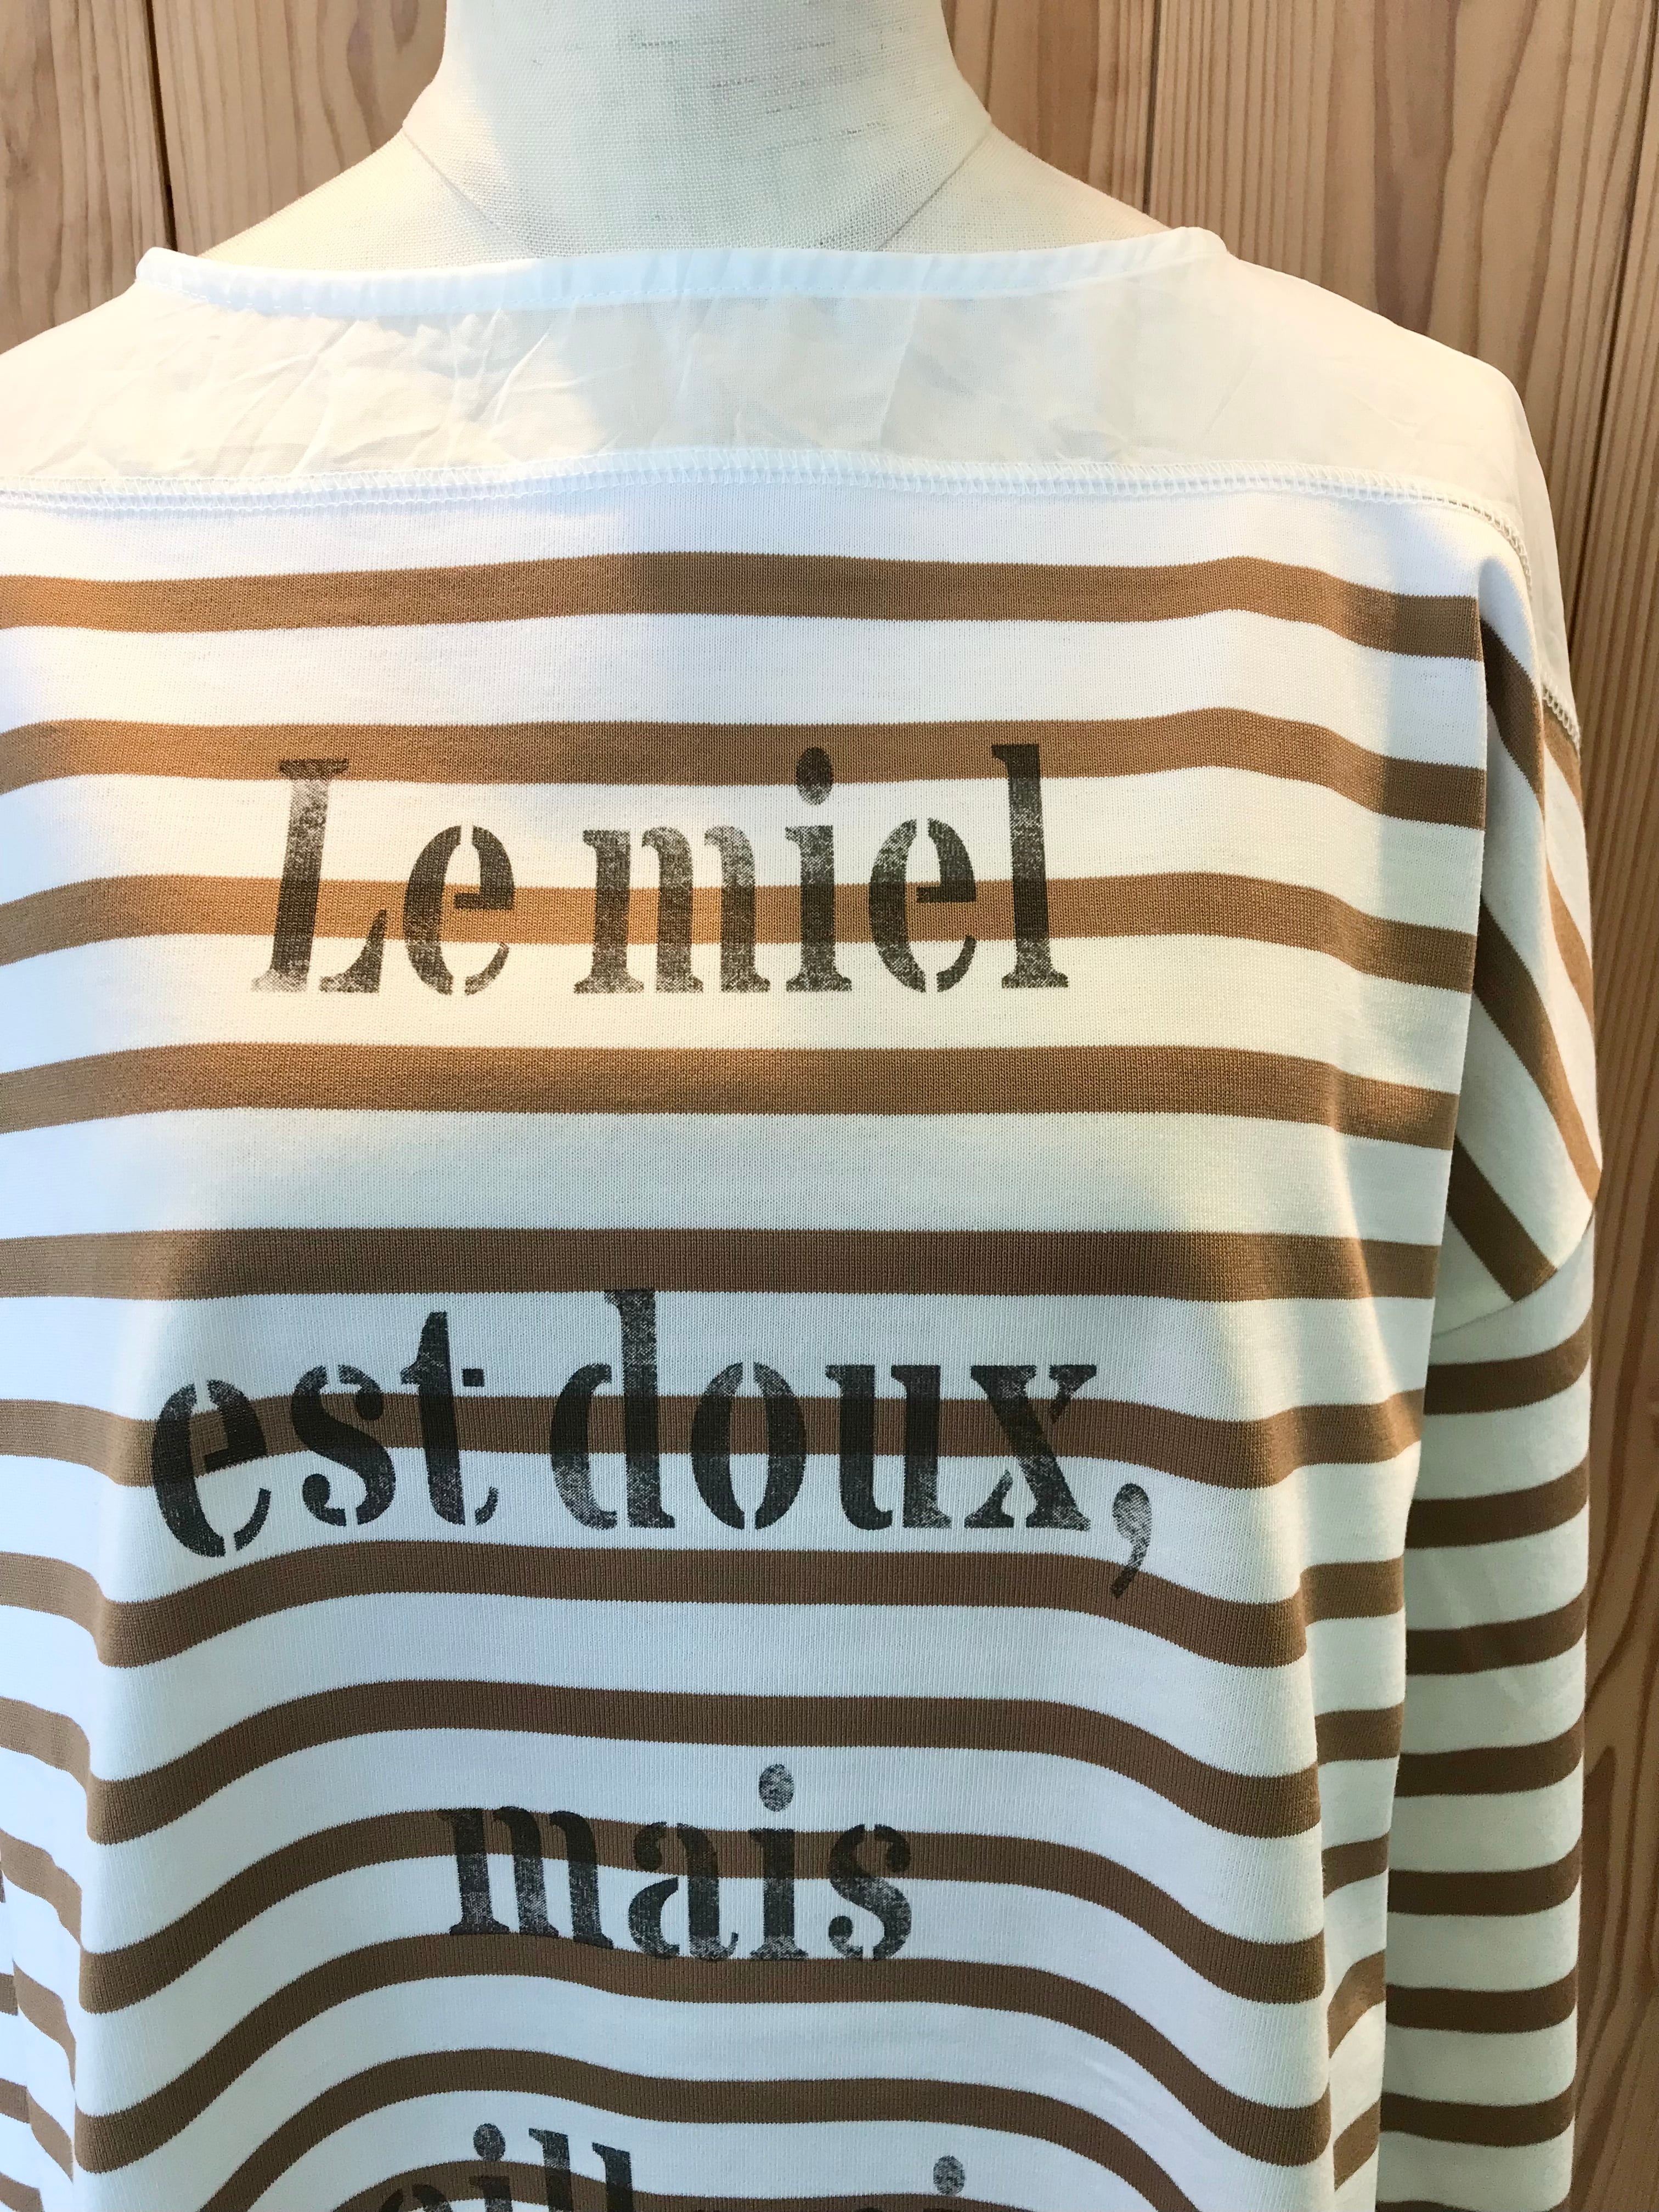 Le miel
est doux,
mais